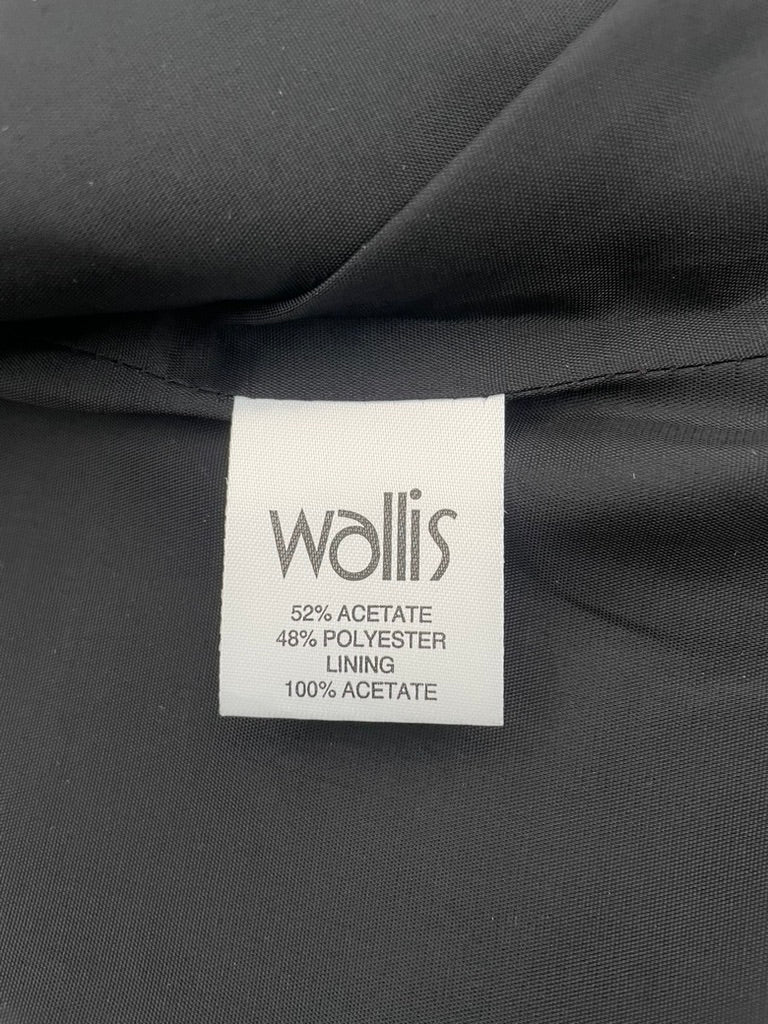 wallis
52% ACETATE
48% POLYESTER
LINING
100% ACETATE